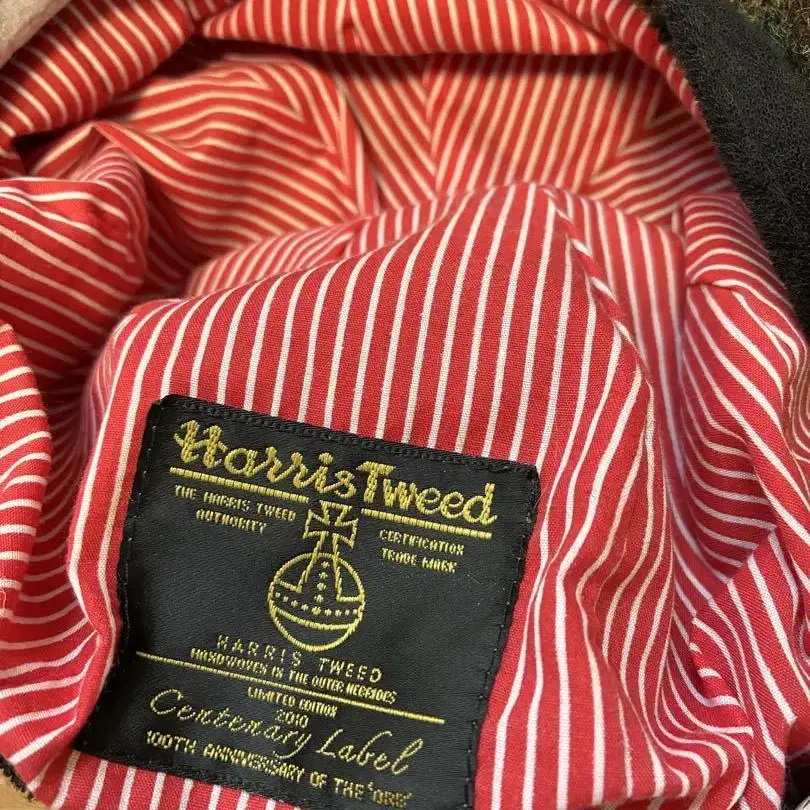 Harris Tweed
THE HARRIS TWEED
AUTHORITY
CERTIFICATION
TRADE MARK
HARRIS TWEED
HANDWOVEN IN THE OUTER HEBRIDES
LIMITED EDITION
2010
Centenary Label
100TH ANNIVERSARY OF THE 'ORB'